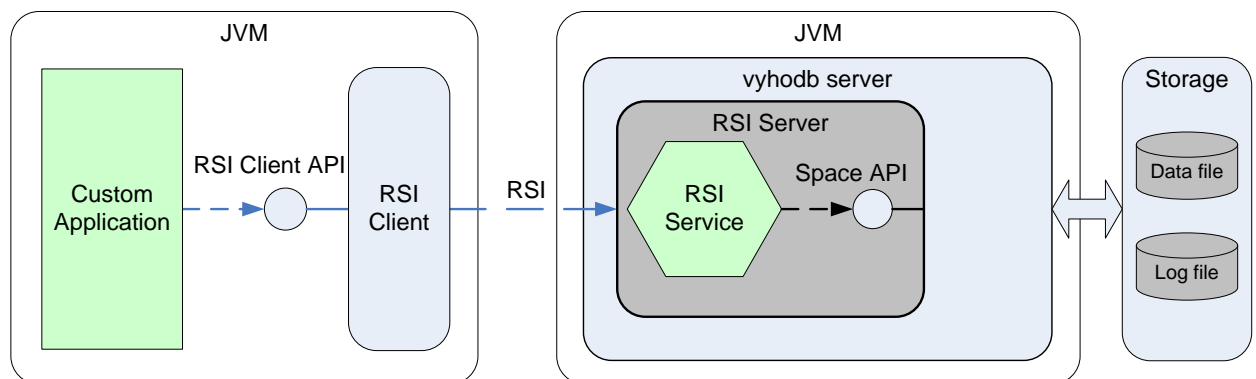 JVM
Custom
Application
RSI Client API
RSI
Client
RSI
JVM
vyhodb server
RSI Server
RSI
Service
Space API
Storage
Data file
Log file